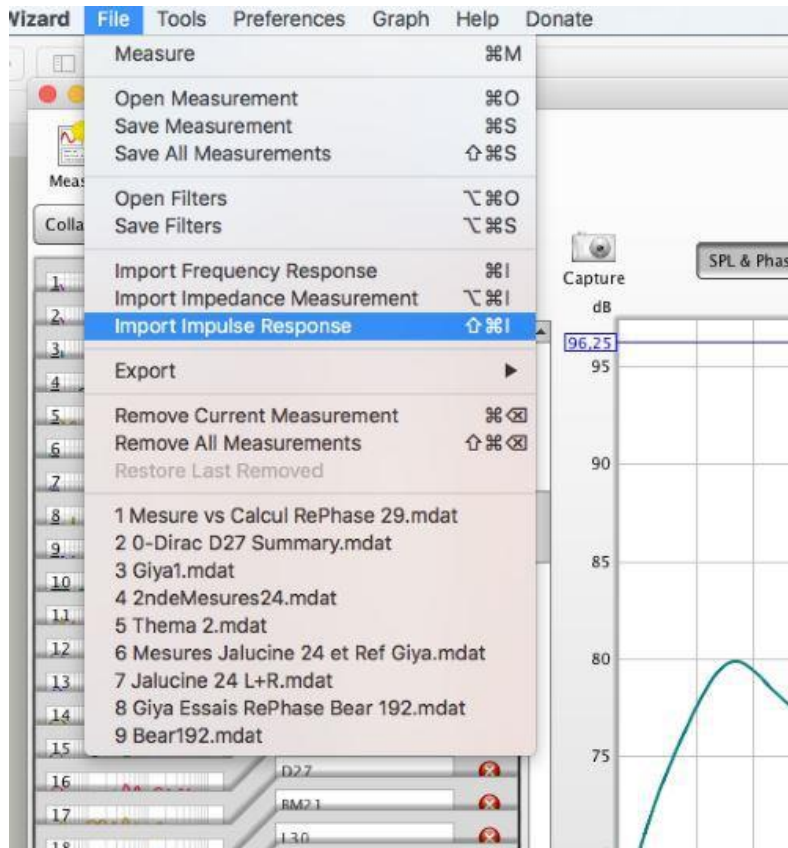 Wizard File Tools Preferences Graph Help Donate
Measure ⌘M
Open Measurement ⌘O
Save Measurement ⌘S
Save All Measurements ⇧⌘S
Open Filters ⌥⌘O
Save Filters ⌥⌘S
Import Frequency Response ⌘I
Import Impedance Measurement ⌥⌘I
Import Impulse Response ⇧⌘I
Export
Remove Current Measurement ⌘⌫
Remove All Measurements ⇧⌘⌫
Restore Last Removed
1 Mesure vs Calcul RePhase 29.mdat
2 0-Dirac D27 Summary.mdat
3 Giya1.mdat
4 2ndeMesures24.mdat
5 Thema 2.mdat
6 Mesures Jalucine 24 et Ref Giya.mdat
7 Jalucine 24 L+R.mdat
8 Giya Essais RePhase Bear 192.mdat
9 Bear192.mdat
Meas
Colla
1
2
3
4
5
6
7
8
9
10
11
12
13
14
15
16
17
18
D27
BM21
L30
Capture
SPL & Phas
dB
96,25
95
90
85
80
75